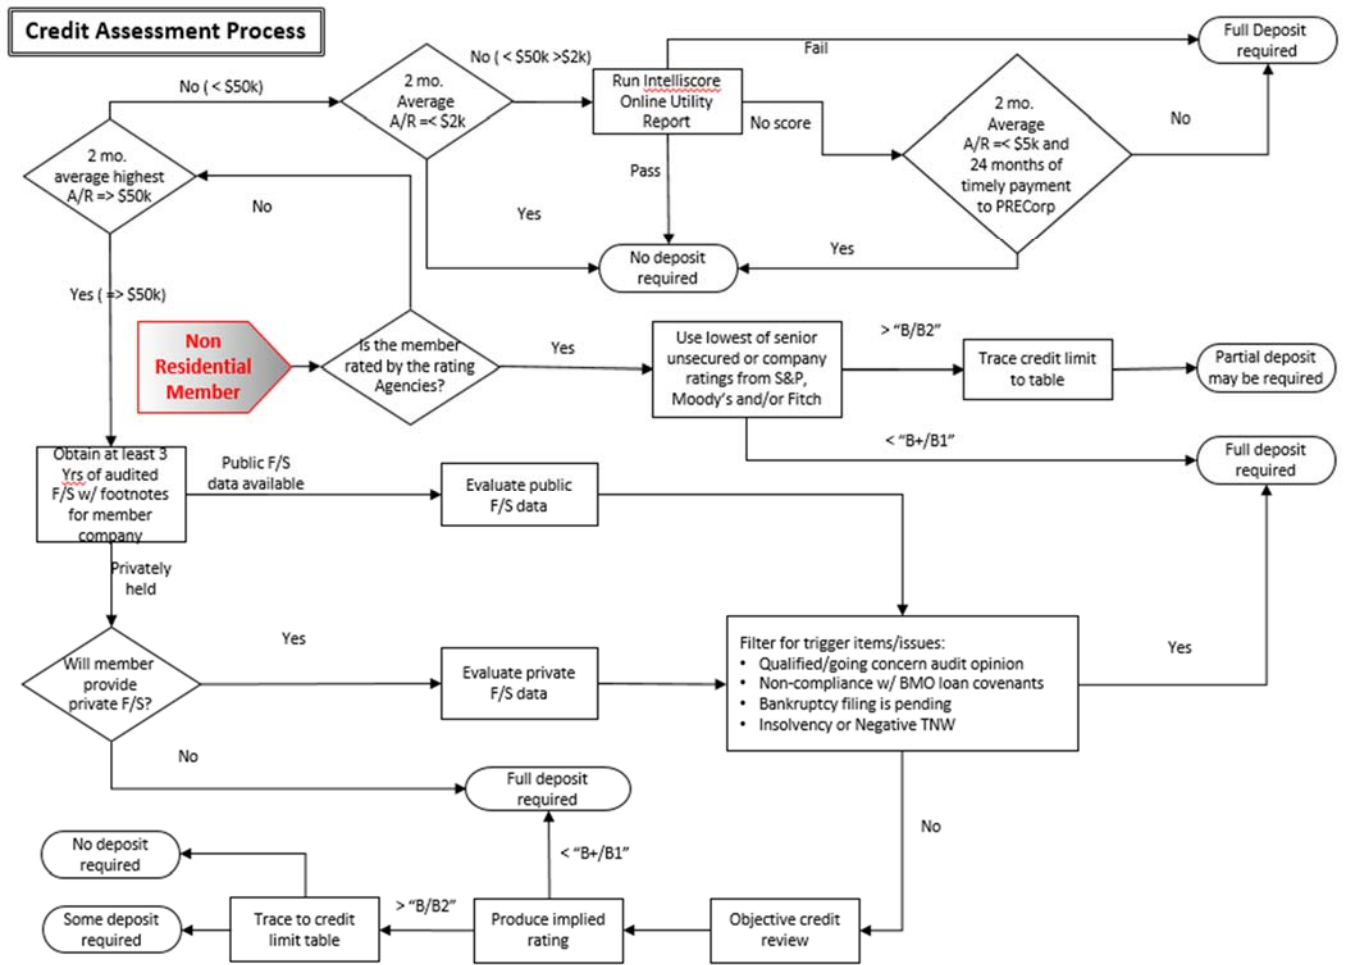 Credit Assessment Process
No ( < $50k)
2 mo.
Average
A/R =< $2k
No ( < $50k >$2k)
Run Intelliscore
Online Utility
Report
Fail
Full Deposit
required
No score
2 mo.
Average
A/R =< $5k and
24 months of
timely payment
to PRECorp
No
2 mo.
average highest
A/R => $50k
No
Pass
Yes
No deposit
required
Yes
Yes ( => $50k)
Non
Residential
Member
Is the member
rated by the rating
Agencies?
Yes
Use lowest of senior
unsecured or company
ratings from S&P,
Moody's and/or Fitch
> "B/B2"
Trace credit limit
to table
Partial deposit
may be required
< "B+/B1"
Full deposit
required
Obtain at least 3
Yrs of audited
F/S w/ footnotes
for member
company
Public F/S
data available
Evaluate public
F/S data
Privately
held
Will member
provide
private F/S?
Yes
Evaluate private
F/S data
Filter for trigger items/issues:
• Qualified/going concern audit opinion
• Non-compliance w/ BMO loan covenants
• Bankruptcy filing is pending
• Insolvency or Negative TNW
Yes
No
Full deposit
required
No
< "B+/B1"
No deposit
required
Some deposit
required
Trace to credit
limit table
> "B/B2"
Produce implied
rating
Objective credit
review